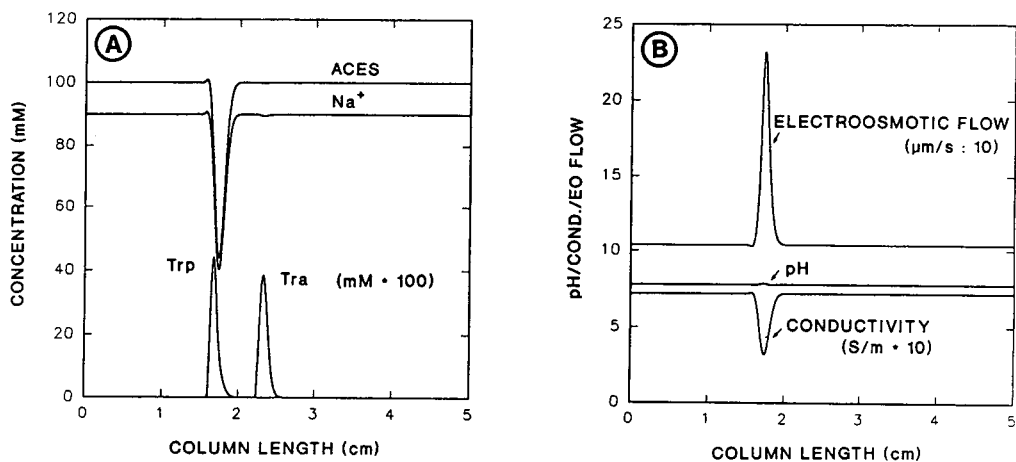 A
120
100
80
60
40
20
0
CONCENTRATION (mM)
ACES
Na+
Trp
Tra (mM • 100)
0 1 2 3 4 5
COLUMN LENGTH (cm)
B
25
20
15
10
5
0
pH/COND./EO FLOW
ELECTROOSMOTIC FLOW
(µm/s : 10)
pH
CONDUCTIVITY
(S/m • 10)
0 1 2 3 4 5
COLUMN LENGTH (cm)